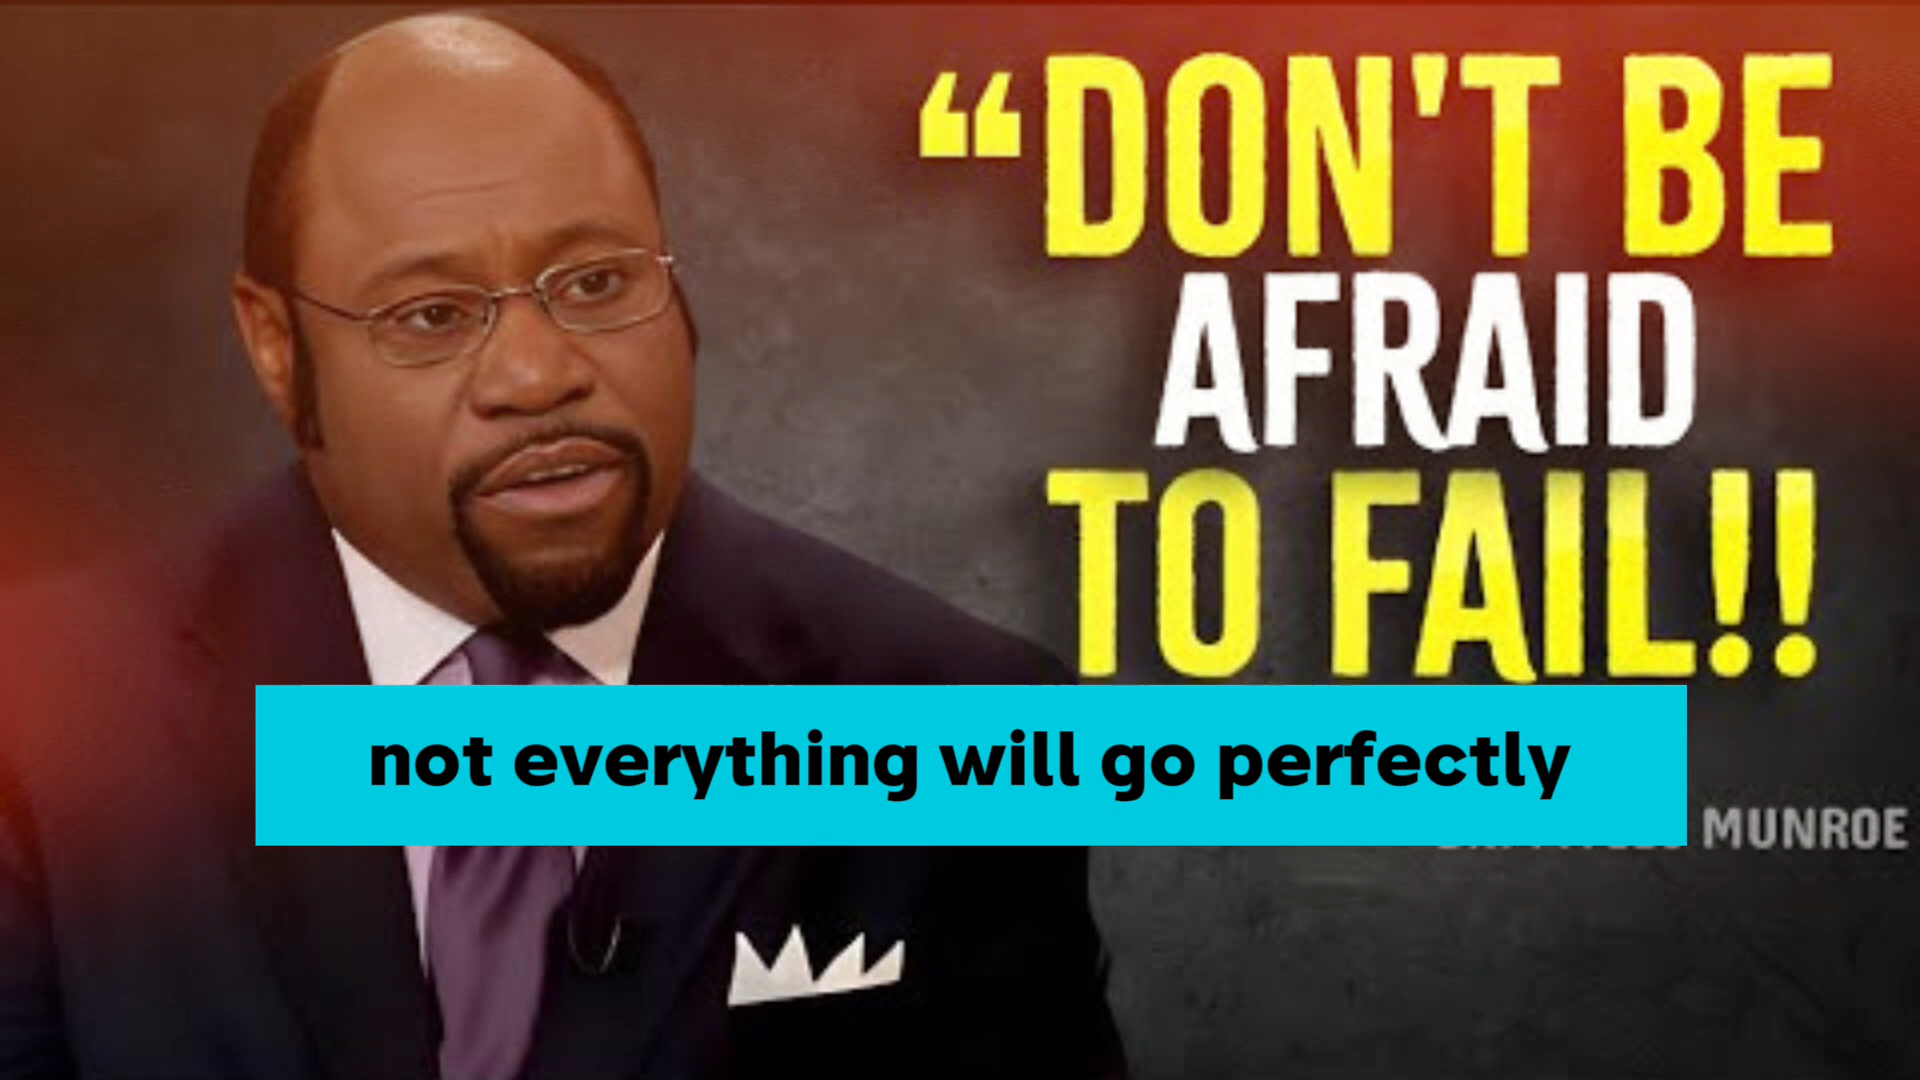 “DON'T BE
AFRAID
TO FAIL!!
not everything will go perfectly
MUNROE